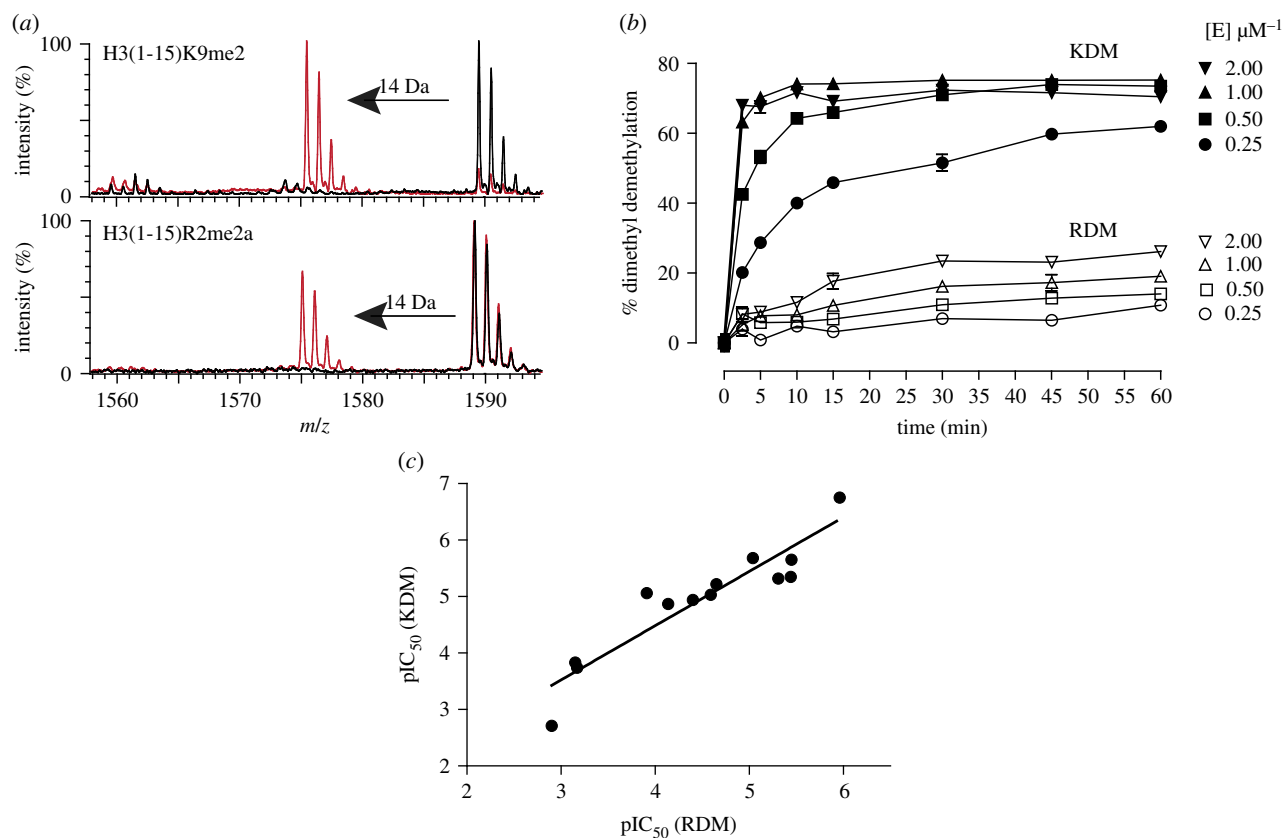 (a)
H3(1-15)K9me2
14 Da
intensity (%)
100
0
H3(1-15)R2me2a
14 Da
intensity (%)
100
0
1560 1570 1580 1590
m/z
(b)
[E] µM–1
KDM
2.00
1.00
0.50
0.25
RDM
2.00
1.00
0.50
0.25
% dimethyl demethylation
80
60
40
20
0
0 5 10 15 20 25 30 35 40 45 50 55 60
time (min)
(c)
pIC50 (KDM)
7
6
5
4
3
2
2 3 4 5 6
pIC50 (RDM)